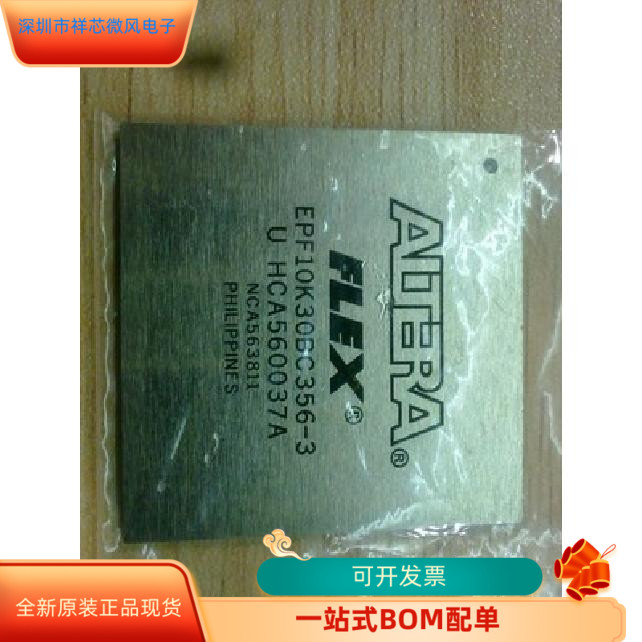 深圳市祥芯微风电子
ALTERA®
FLEX®
EPF10K30BC356-3
U HCA560037A
NCA563811
PHILIPPINES
可开发票
全新原装正品现货
一站式BOM配单